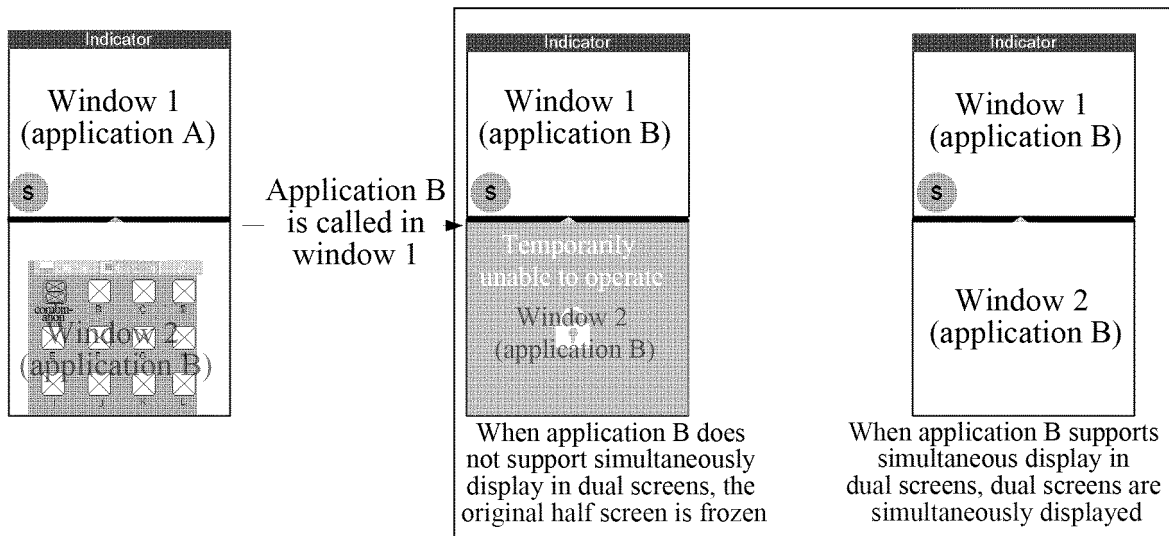 Indicator
Window 1
(application A)
S
combin-
ation
B
C
Window 2
(application B)
Application B
is called in
window 1
Indicator
Window 1
(application B)
S
Temporarily
unable to operate
Window 2
(application B)
When application B does
not support simultaneously
display in dual screens, the
original half screen is frozen
Indicator
Window 1
(application B)
S
Window 2
(application B)
When application B supports
simultaneous display in
dual screens, dual screens are
simultaneously displayed